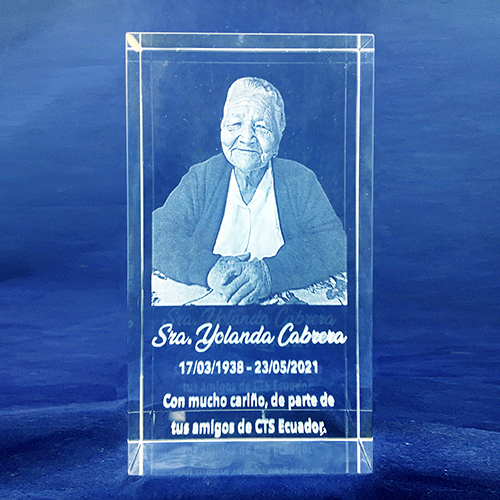 Sra. Yolanda Cabrera
17/03/1938 - 23/05/2021
Con mucho cariño, de parte de
tus amigos de CTS Ecuador.